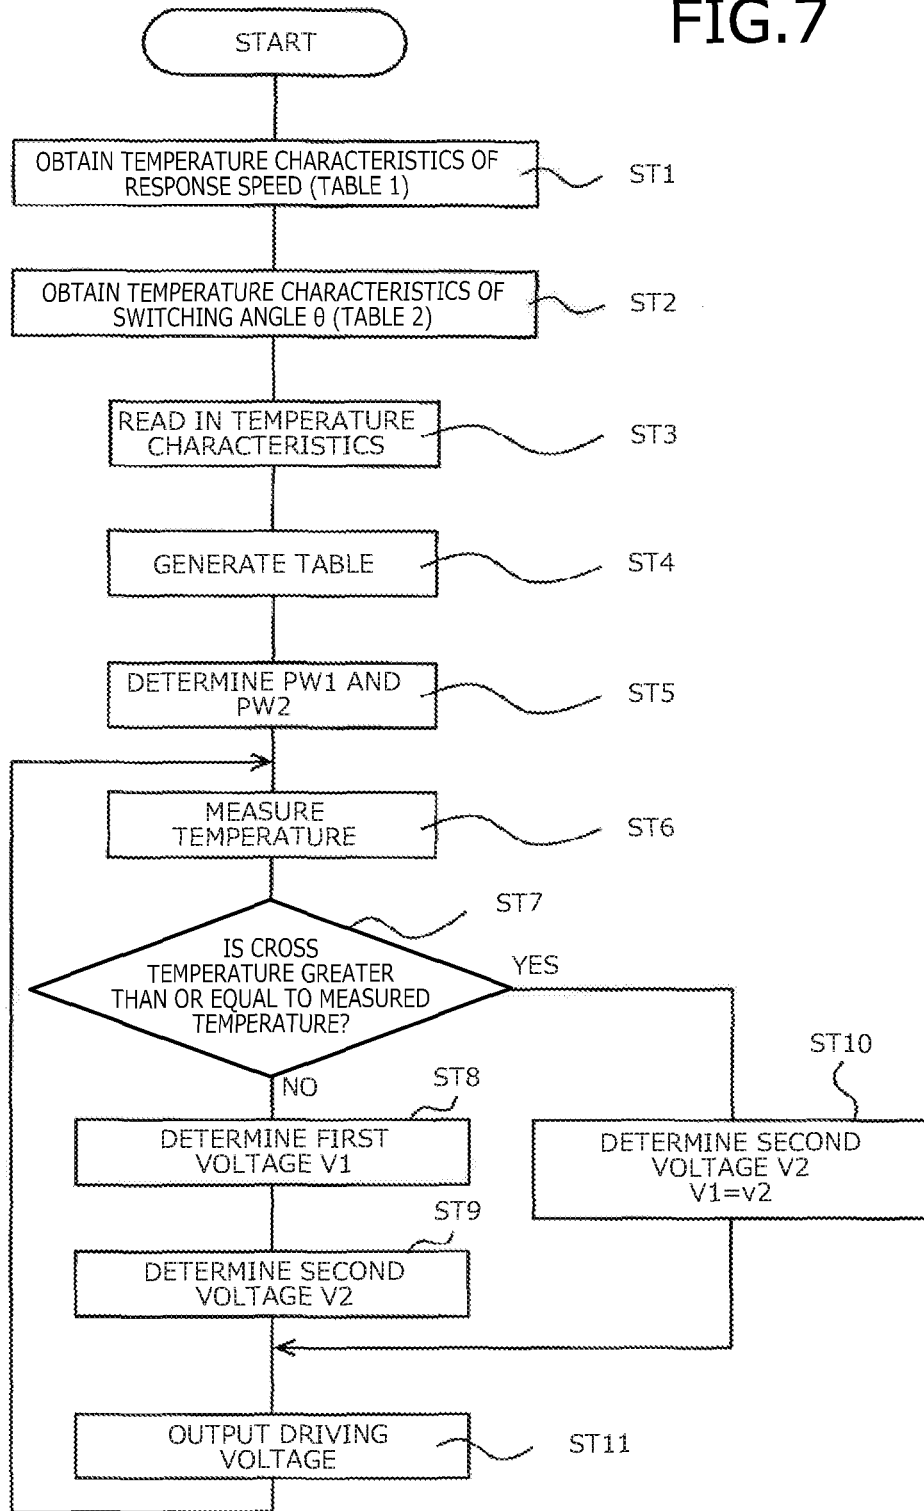 FIG.7
START
OBTAIN TEMPERATURE CHARACTERISTICS OF
RESPONSE SPEED (TABLE 1)
ST1
OBTAIN TEMPERATURE CHARACTERISTICS OF
SWITCHING ANGLE θ (TABLE 2)
ST2
READ IN TEMPERATURE
CHARACTERISTICS
ST3
GENERATE TABLE
ST4
DETERMINE PW1 AND
PW2
ST5
MEASURE
TEMPERATURE
ST6
ST7
IS CROSS
TEMPERATURE GREATER
THAN OR EQUAL TO MEASURED
TEMPERATURE?
YES
NO
ST8
DETERMINE FIRST
VOLTAGE V1
ST10
DETERMINE SECOND
VOLTAGE V2
V1=v2
ST9
DETERMINE SECOND
VOLTAGE V2
OUTPUT DRIVING
VOLTAGE
ST11